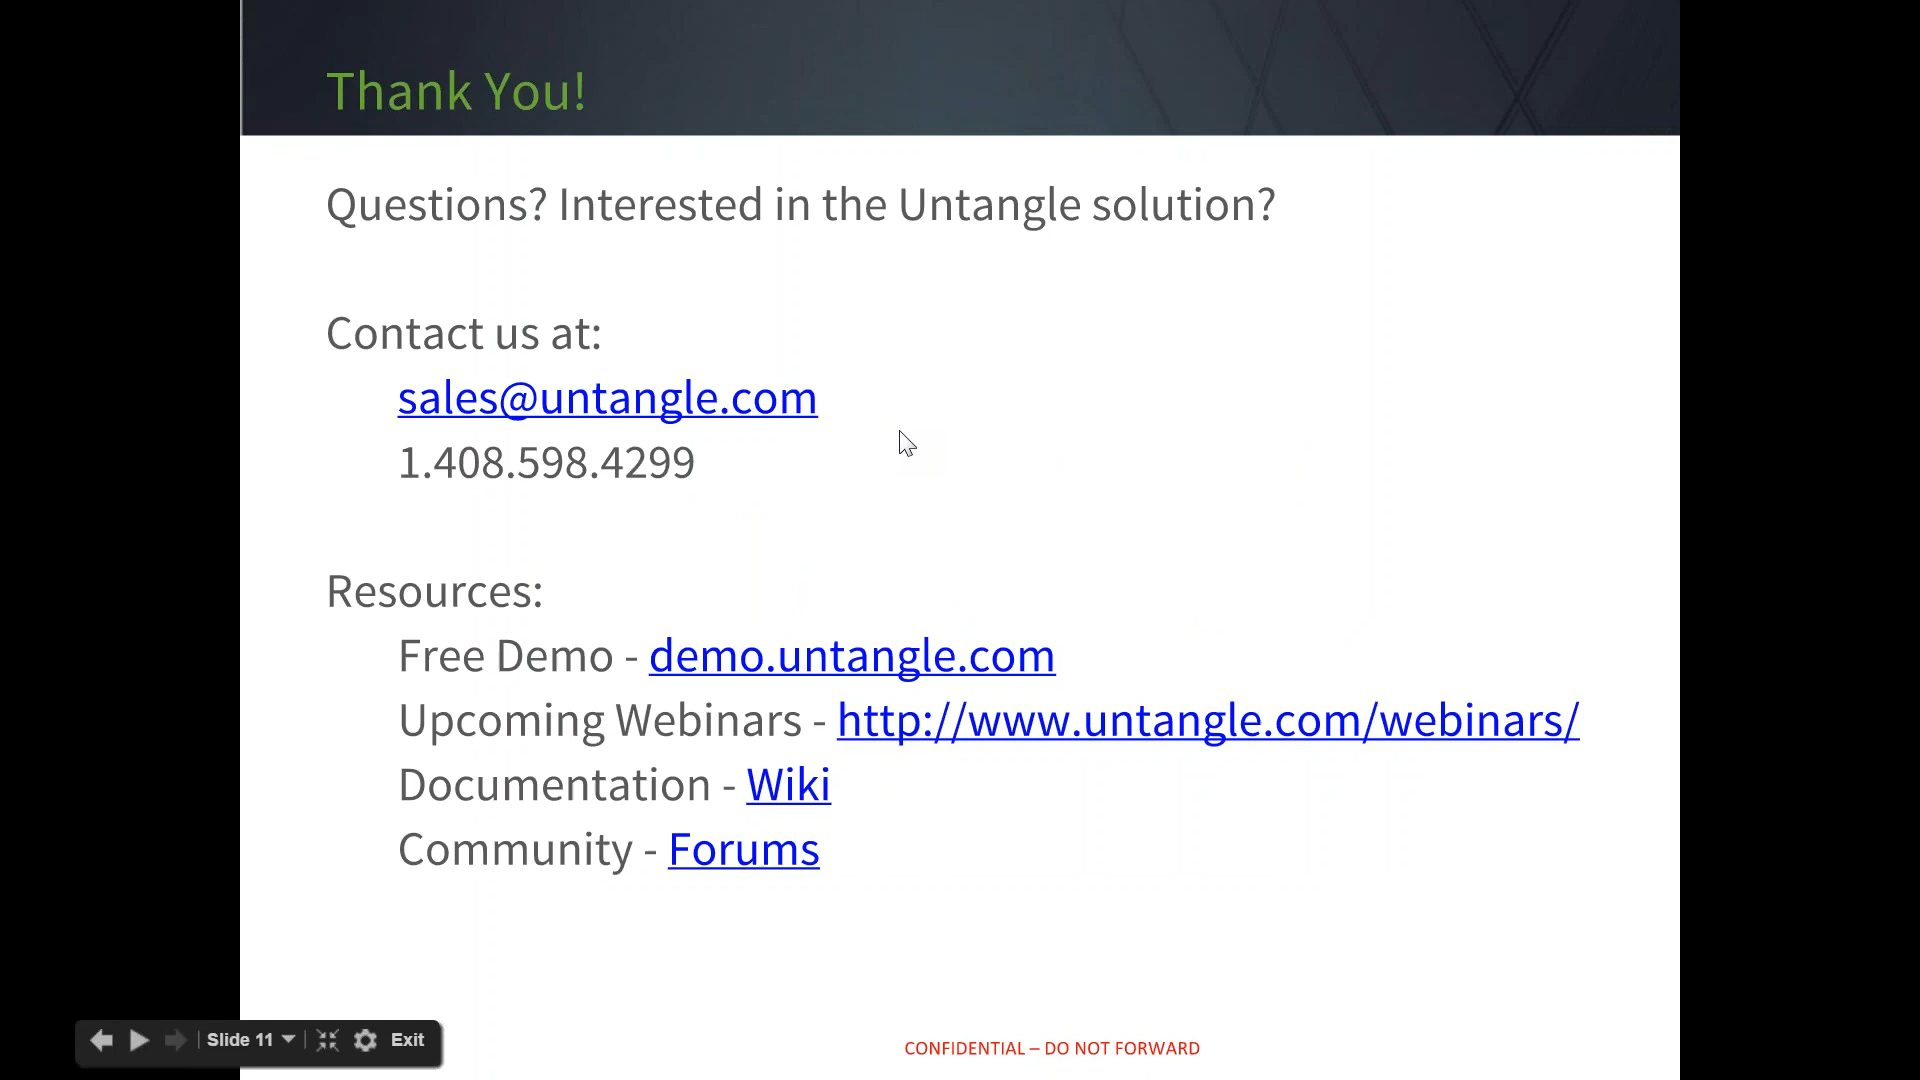 Thank You!
Questions? Interested in the Untangle solution?
Contact us at:
sales@untangle.com
1.408.598.4299
Resources:
Free Demo - demo.untangle.com
Upcoming Webinars - http://www.untangle.com/webinars/
Documentation - Wiki
Community - Forums
Slide 11 Exit
CONFIDENTIAL – DO NOT FORWARD